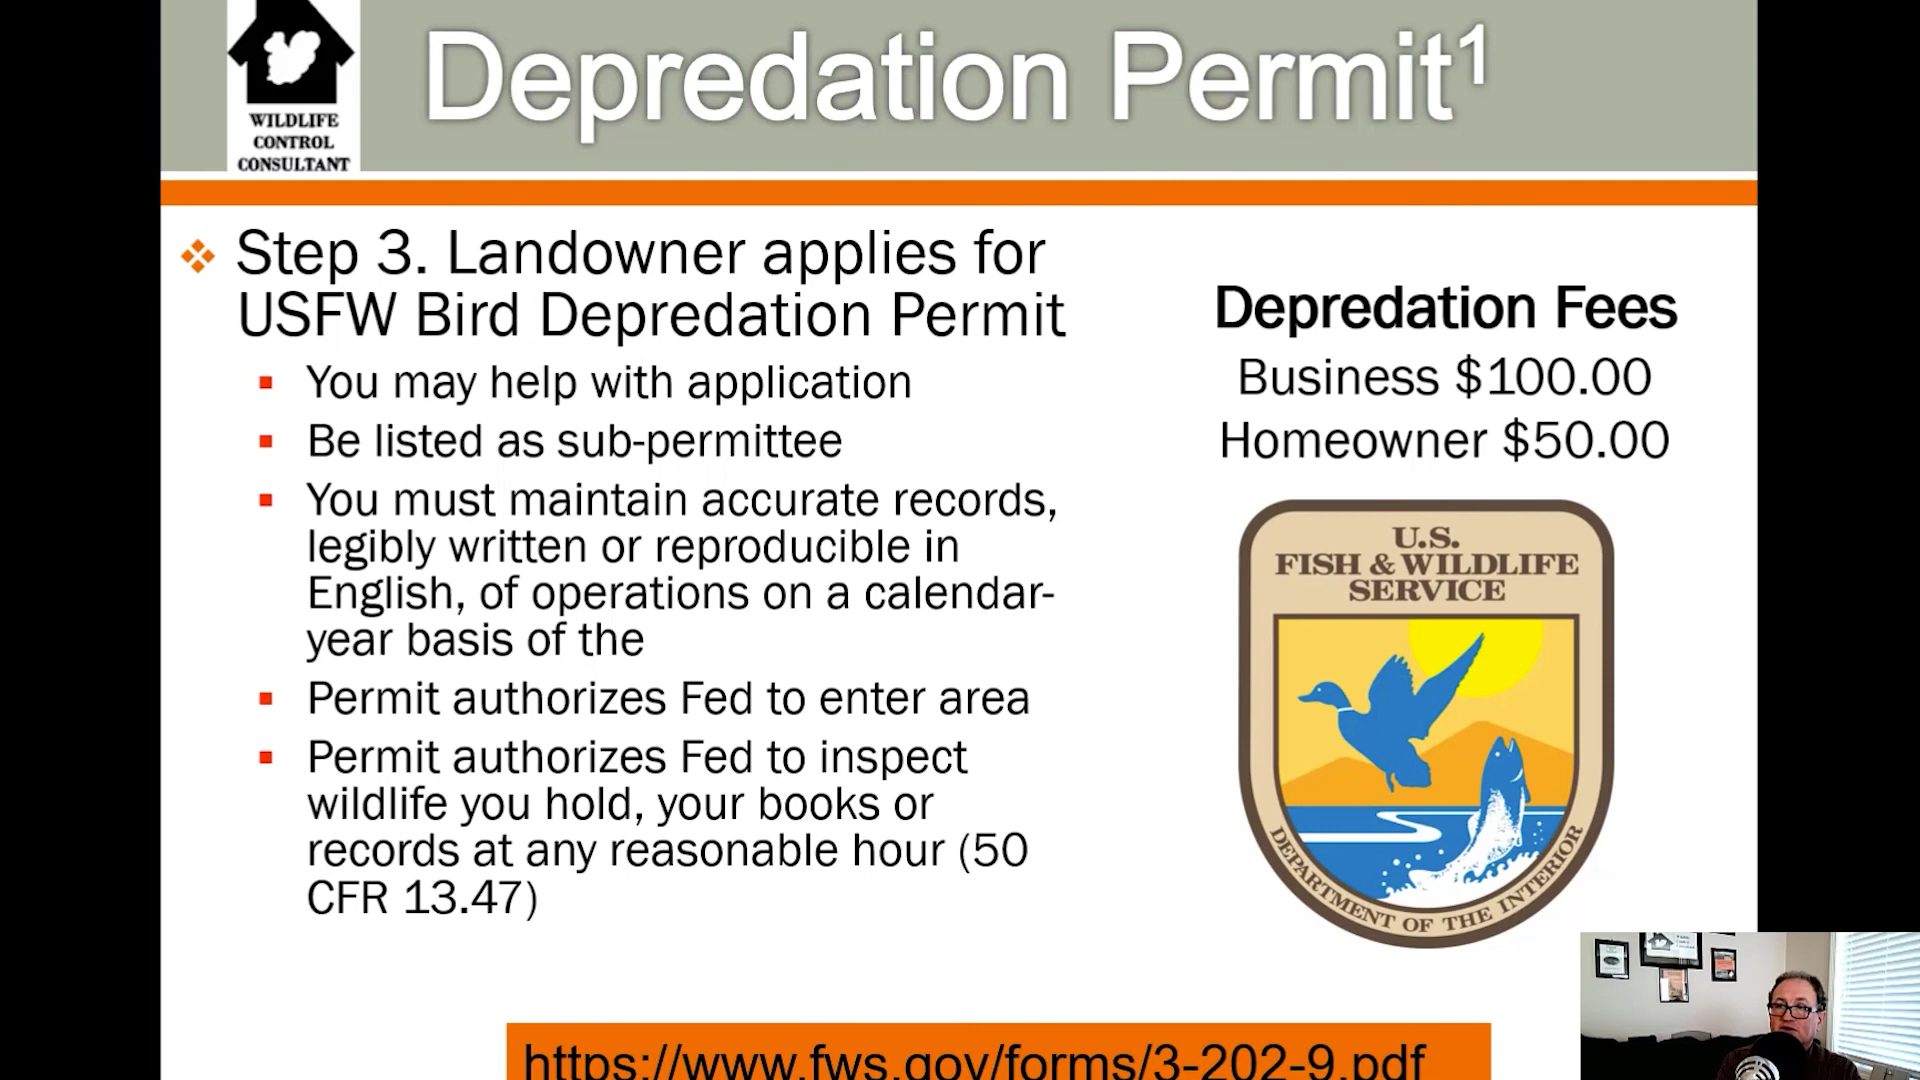 WILDLIFE
CONTROL
CONSULTANT
Depredation Permit¹
Step 3. Landowner applies for
USFW Bird Depredation Permit
You may help with application
Be listed as sub-permittee
You must maintain accurate records,
legibly written or reproducible in
English, of operations on a calendar-
year basis of the
Permit authorizes Fed to enter area
Permit authorizes Fed to inspect
wildlife you hold, your books or
records at any reasonable hour (50
CFR 13.47)
Depredation Fees
Business $100.00
Homeowner $50.00
U.S.
FISH & WILDLIFE
SERVICE
DEPARTMENT OF THE INTERIOR
https://www.fws.gov/forms/3-202-9.pdf